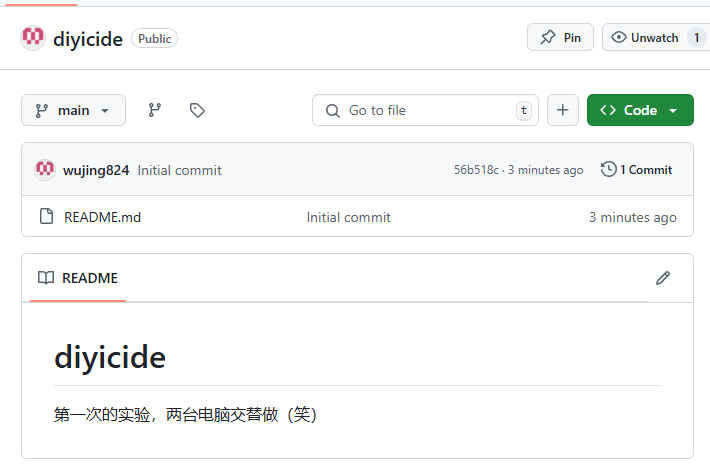 diyicide Public Pin Unwatch 1
main Go to file t Code
wujing824 Initial commit 56b518c · 3 minutes ago 1 Commit
README.md Initial commit 3 minutes ago
README
diyicide
第一次的实验，两台电脑交替做（笑）